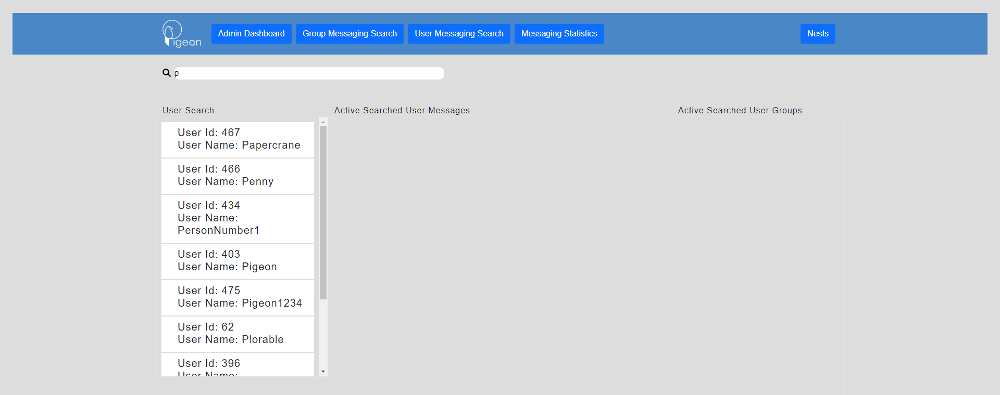 Pigeon
Admin Dashboard
Group Messaging Search
User Messaging Search
Messaging Statistics
Nests
p
User Search
Active Searched User Messages
Active Searched User Groups
User Id: 467
User Name: Papercrane
User Id: 466
User Name: Penny
User Id: 434
User Name:
PersonNumber1
User Id: 403
User Name: Pigeon
User Id: 475
User Name: Pigeon1234
User Id: 62
User Name: Plorable
User Id: 396
User Name: